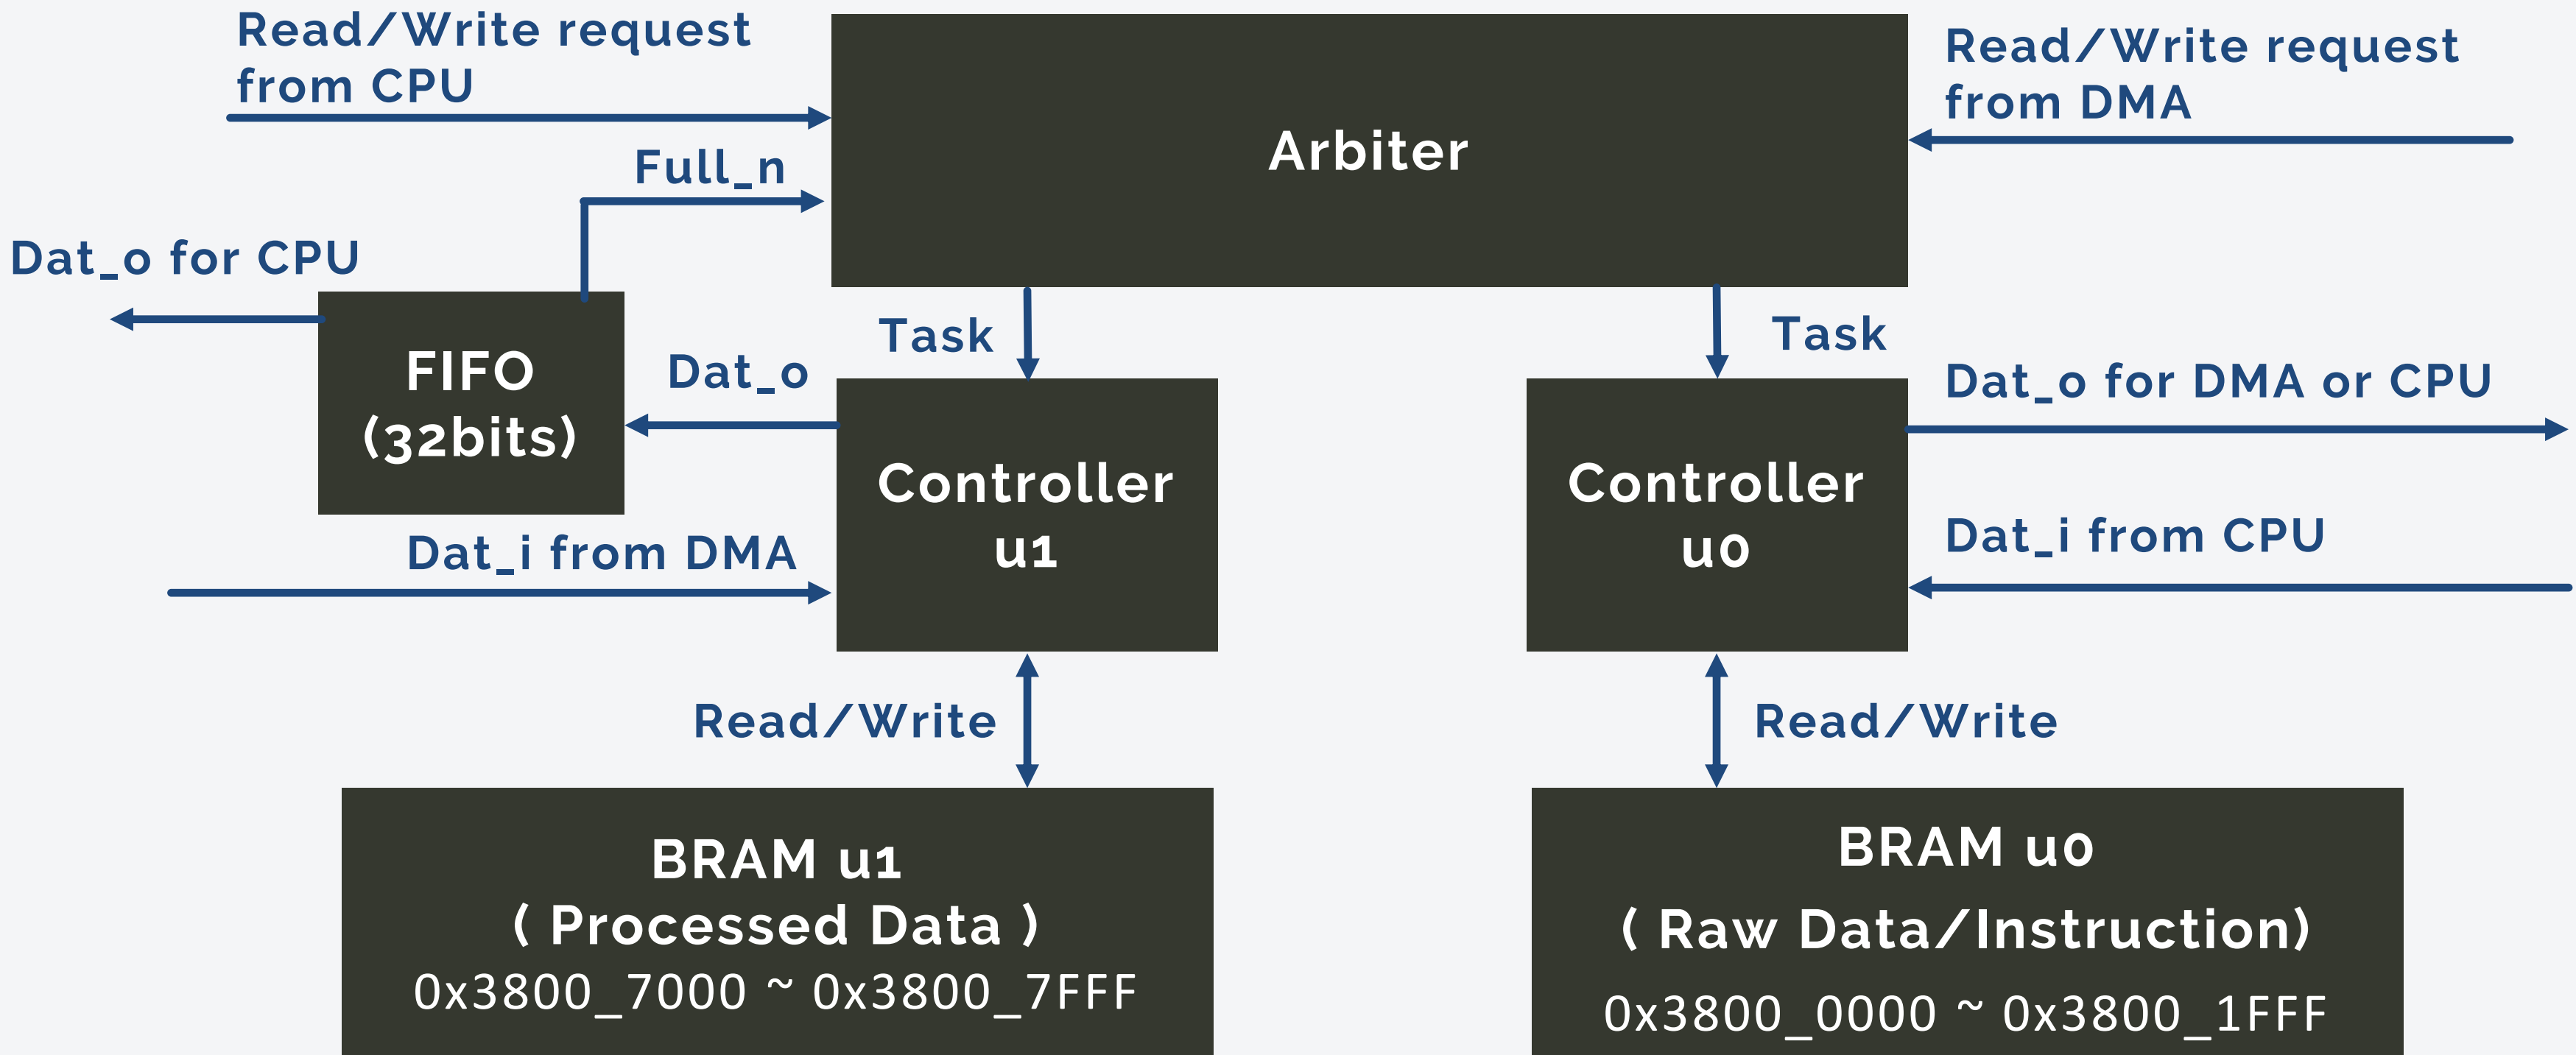 Read/Write request
from CPU
Arbiter
Read/Write request
from DMA
Full_n
Dat_o for CPU
FIFO
(32bits)
Dat_o
Task
Task
Controller
u1
Controller
u0
Dat_o for DMA or CPU
Dat_i from DMA
Dat_i from CPU
Read/Write
Read/Write
BRAM u1
( Processed Data )
0x3800_7000 ~ 0x3800_7FFF
BRAM u0
( Raw Data/Instruction)
0x3800_0000 ~ 0x3800_1FFF